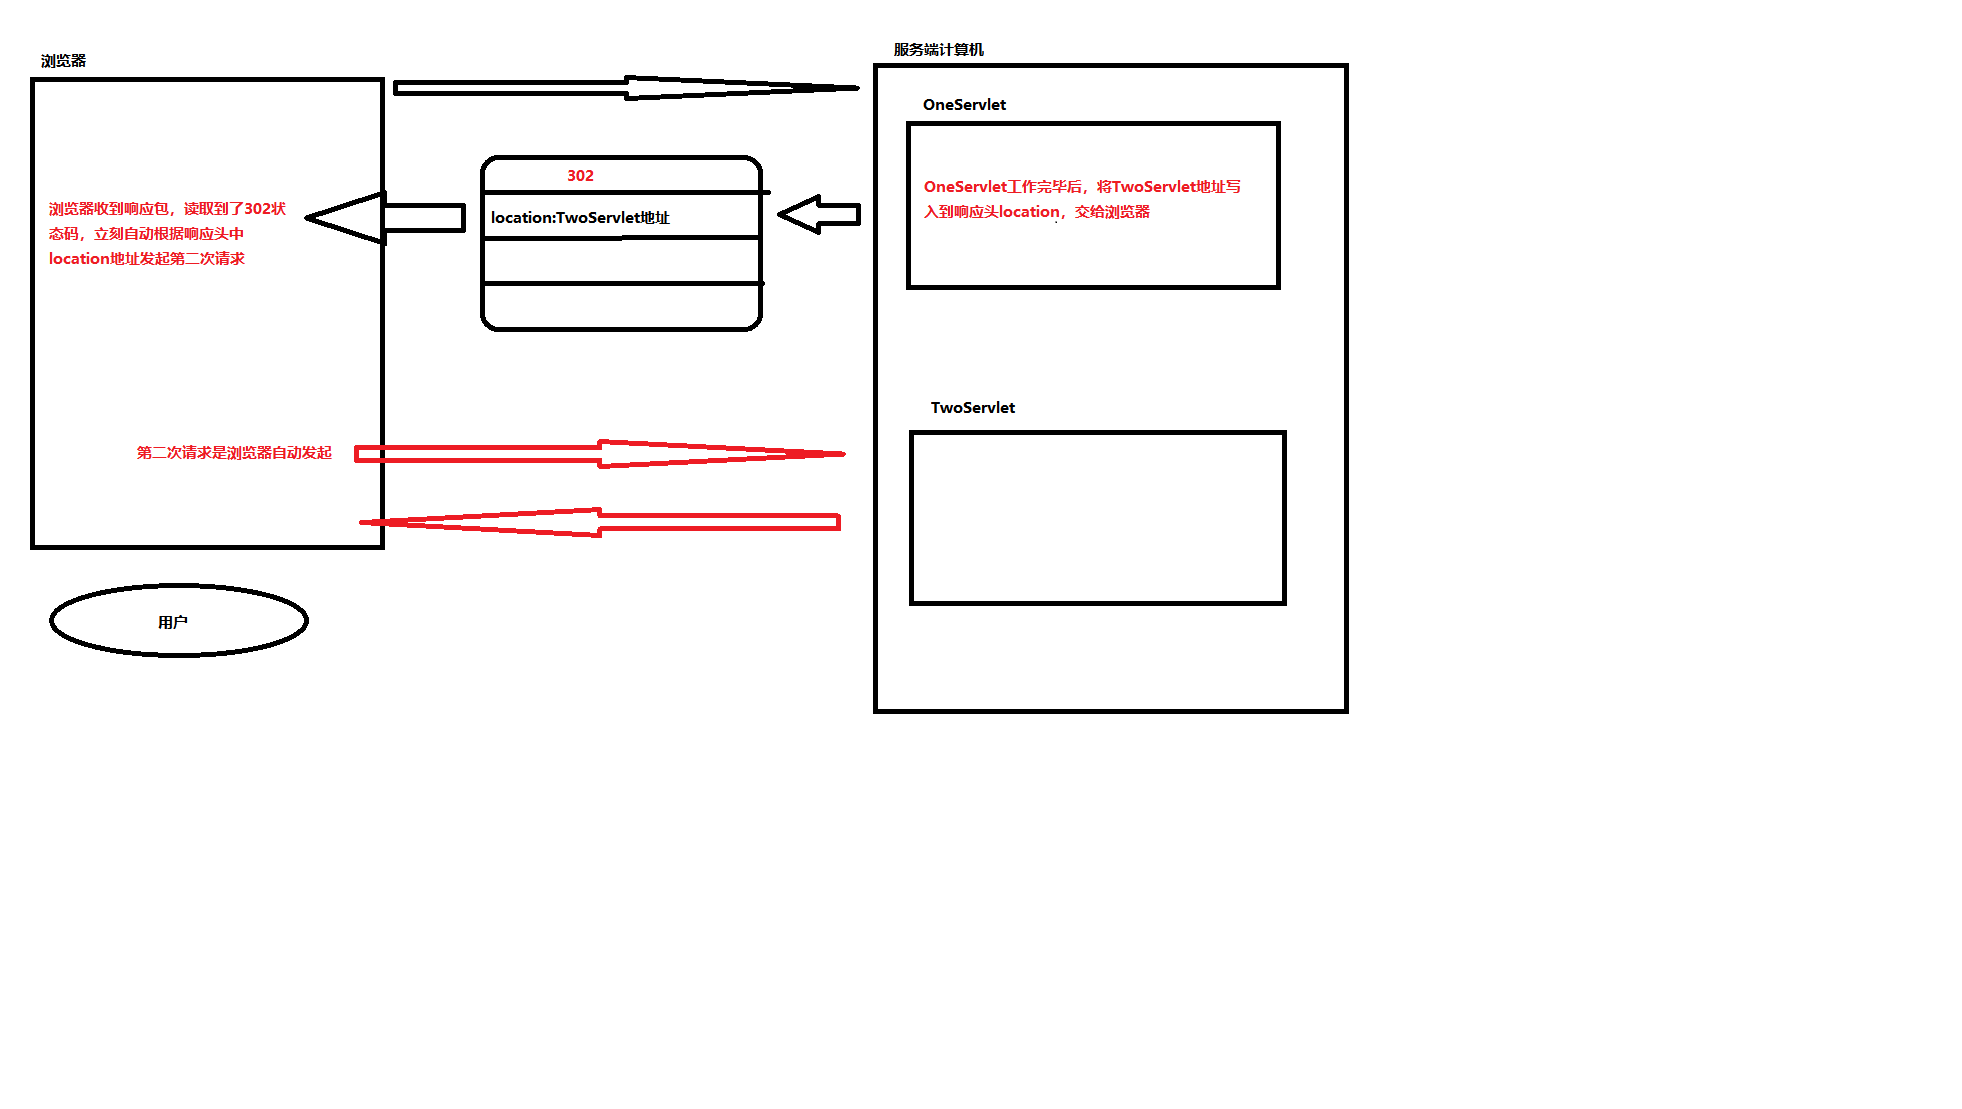 浏览器
服务端计算机
OneServlet
302
OneServlet工作完毕后，将TwoServlet地址写
入到响应头location，交给浏览器
location:TwoServlet地址
浏览器收到响应包，读取到了302状
态码，立刻自动根据响应头中
location地址发起第二次请求
TwoServlet
第二次请求是浏览器自动发起
用户